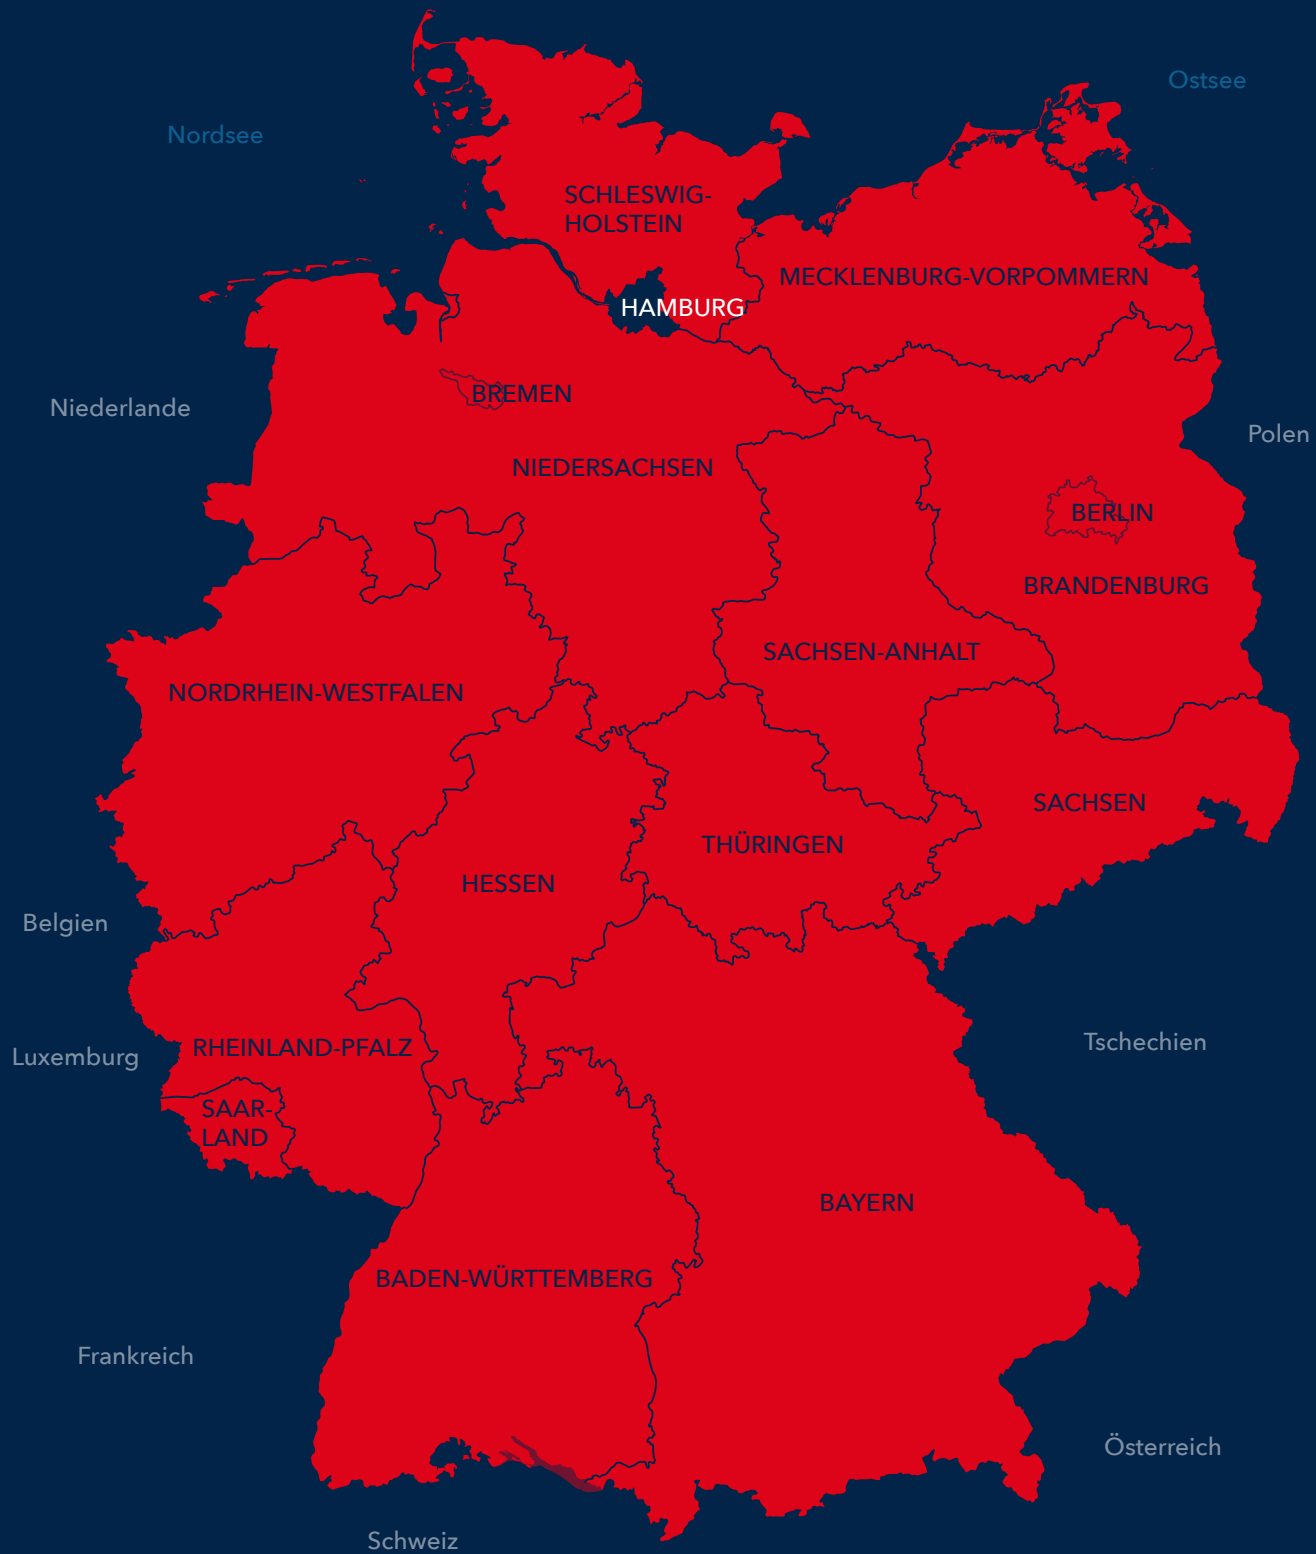 Ostsee
Nordsee
SCHLESWIG-
HOLSTEIN
MECKLENBURG-VORPOMMERN
HAMBURG
BREMEN
Niederlande
Polen
NIEDERSACHSEN
BERLIN
BRANDENBURG
SACHSEN-ANHALT
NORDRHEIN-WESTFALEN
SACHSEN
THÜRINGEN
HESSEN
Belgien
Tschechien
RHEINLAND-PFALZ
Luxemburg
SAAR-
LAND
BAYERN
BADEN-WÜRTTEMBERG
Frankreich
Österreich
Schweiz